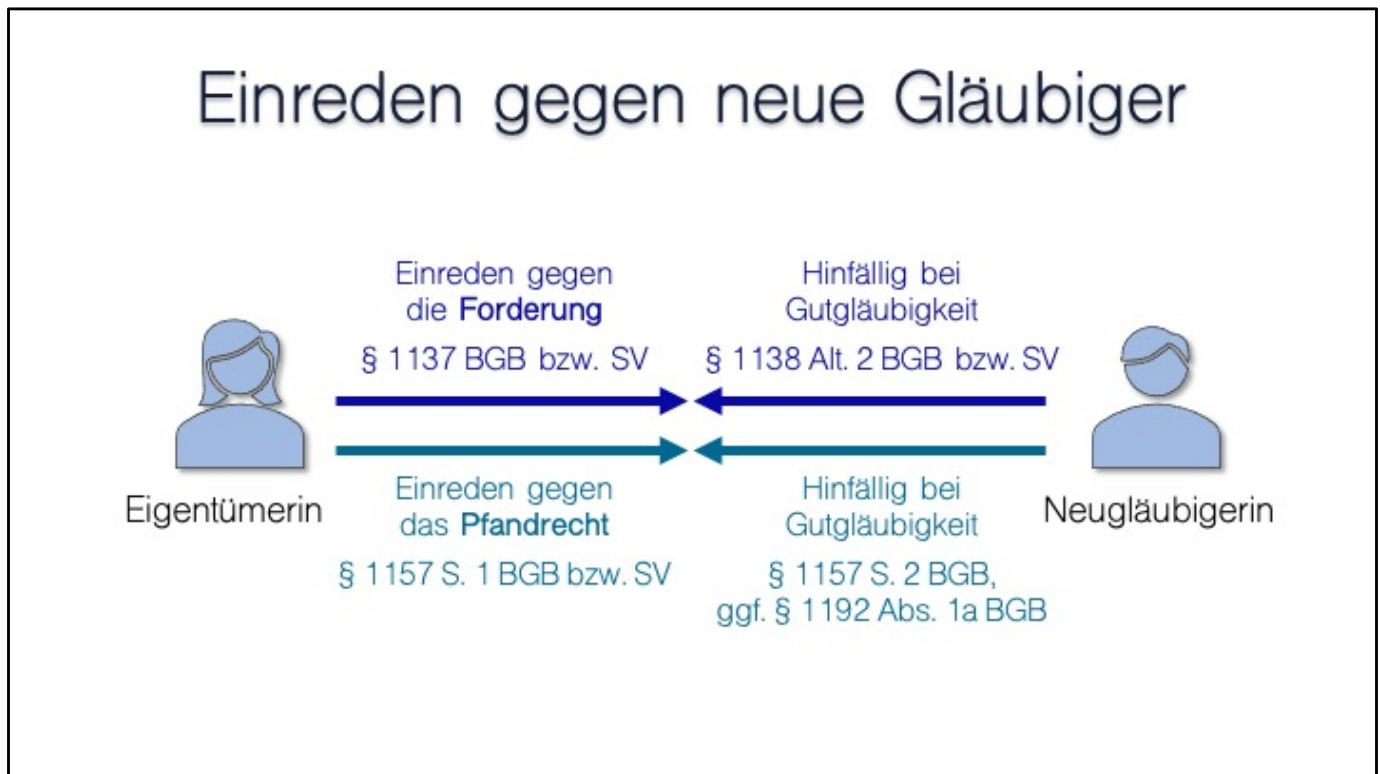 Einreden gegen neue Gläubiger
Einreden gegen
die Forderung
§ 1137 BGB bzw. SV
Hinfällig bei
Gutgläubigkeit
§ 1138 Alt. 2 BGB bzw. SV
Eigentümerin
Neugläubigerin
Einreden gegen
das Pfandrecht
§ 1157 S. 1 BGB bzw. SV
Hinfällig bei
Gutgläubigkeit
§ 1157 S. 2 BGB,
ggf. § 1192 Abs. 1a BGB